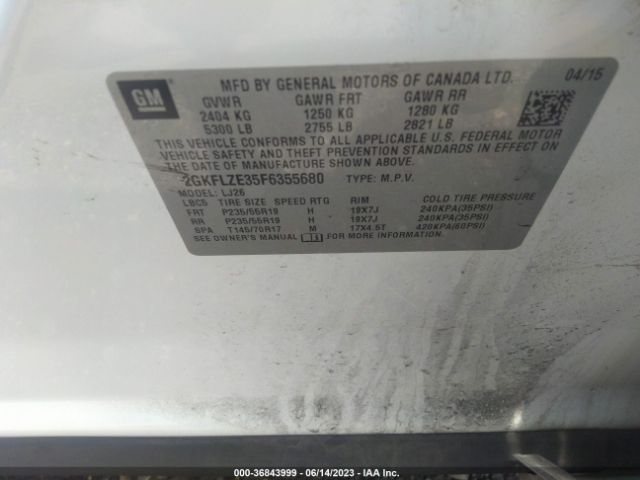 GM
MFD BY GENERAL MOTORS OF CANADA LTD. 04/15
GVWR GAWR FRT GAWR RR
2404 KG 1250 KG 1280 KG
5300 LB 2755 LB 2821 LB
THIS VEHICLE CONFORMS TO ALL APPLICABLE U.S. FEDERAL MOTOR
VEHICLE SAFETY AND THEFT PREVENTION STANDARDS IN EFFECT ON THE
DATE OF MANUFACTURE SHOWN ABOVE.
2GKFLZE35F6355680 TYPE: M.P.V.
MODEL: LJ26
LBC5 TIRE SIZE SPEED RTG RIM COLD TIRE PRESSURE
FRT P235/55R19 H 19X7J 240KPA(35PSI)
RR P235/55R19 H 19X7J 240KPA(35PSI)
SPA T145/70R17 M 17X4.5T 420KPA(60PSI)
SEE OWNER'S MANUAL FOR ADDITIONAL INFORMATION.
000-36843999 — 06/14/2023 — IAA Inc.